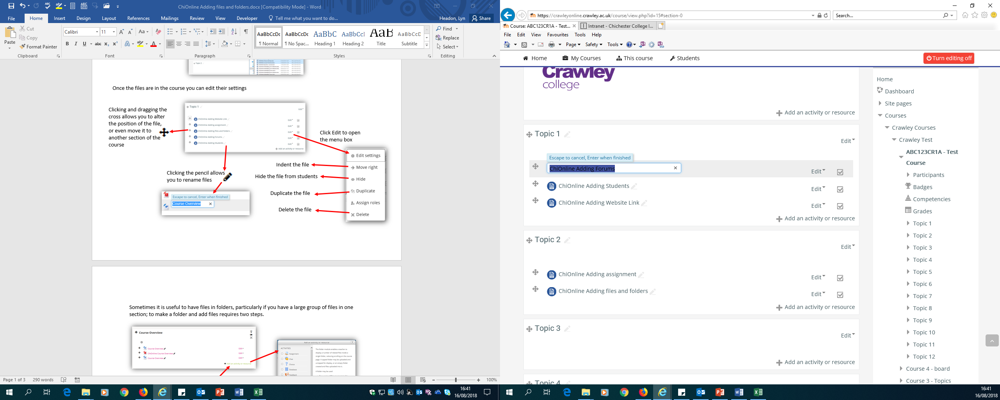 ChiOnline Adding files and folders.docx [Compatibility Mode] - Word
File Home Insert Design Layout References Mailings Review View Developer Tell me what you want to do... Headon, Lyn Share
Paste
Cut
Copy
Format Painter
Calibri 11
AaBbCcDc AaBbCcDc AaBbC AaBbCcI AaB AaBbCcD
¶ Normal ¶ No Spac... Heading 1 Heading 2 Title Subtitle
Find
Replace
Select
Clipboard Font Paragraph Styles Editing
Topic 2
Once the files are in the course you can edit their settings
Clicking and dragging the
cross allows you to alter
the position of the file,
or even move it to
another section of the
course
Topic 1
Edit
ChiOnline Adding Website Link Edit
ChiOnline Adding assignment Edit
ChiOnline Adding files and folders Edit
ChiOnline Adding Forums Edit
ChiOnline Adding Students Edit
Add an activity or resource
Click Edit to open
the menu box
Clicking the pencil allows
you to rename files
Escape to cancel, Enter when finished
Course Overview
Indent the file
Hide the file from students
Duplicate the file
Delete the file
Edit settings
Move right
Hide
Duplicate
Assign roles
Delete
Sometimes it is useful to have files in folders, particularly if you have a large group of files in one
section; to make a folder and add files requires two steps.
Course Overview
Course Overview Edit
ChiOnline Course Overview Edit
Course Overview Edit
Add an activity or resource
Add an activity or resource
ACTIVITIES
Assignment
Chat
Choice
Database
Feedback
The folder module enables a teacher to
display a number of related files inside a
single folder, reducing scrolling on the course
page. A zipped folder may be uploaded and
unzipped for display, or an empty folder
created and files uploaded into it.
A folder may be used
Page 1 of 3 290 words 100%
16:41
16/08/2018
https://crawleyonline.crawley.ac.uk/course/view.php?id=15#section-0 Search...
Course: ABC123CR1A - Test... Intranet - Chichester College I...
File Edit View Favourites Tools Help
Page Safety Tools
Home My Courses This course Students Turn editing off
Crawley
college
Add an activity or resource
Topic 1
Edit
Escape to cancel, Enter when finished
ChiOnline Adding Forums Edit
ChiOnline Adding Students Edit
ChiOnline Adding Website Link Edit
Add an activity or resource
Topic 2
Edit
ChiOnline Adding assignment Edit
ChiOnline Adding files and folders Edit
Add an activity or resource
Topic 3
Edit
Add an activity or resource
Topic 4
Home
Dashboard
Site pages
Courses
Crawley Courses
Crawley Test
ABC123CR1A - Test
Course
Participants
Badges
Competencies
Grades
Topic 1
Topic 2
Topic 3
Topic 4
Topic 5
Topic 6
Topic 7
Topic 8
Topic 9
Topic 10
Topic 11
Topic 12
Course 4 - board
Course 3 - Topics
16:41
16/08/2018